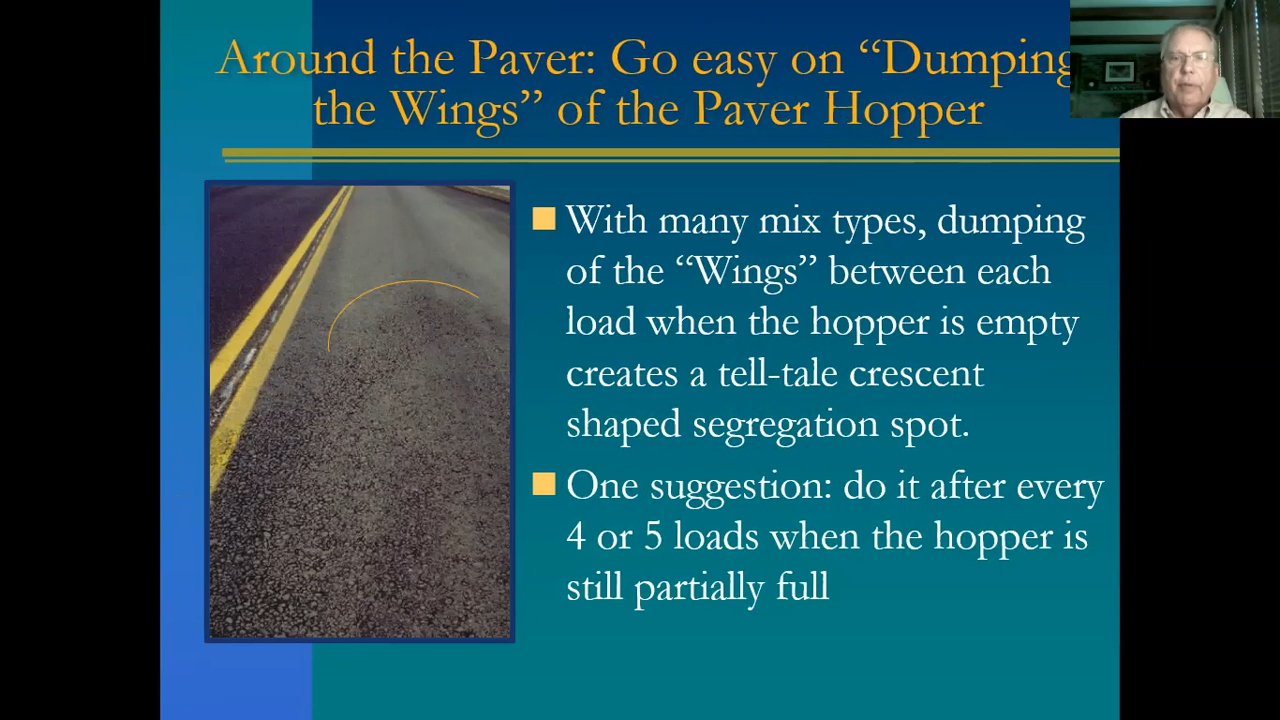 Around the Paver: Go easy on “Dumping
the Wings” of the Paver Hopper
With many mix types, dumping
of the “Wings” between each
load when the hopper is empty
creates a tell-tale crescent
shaped segregation spot.
One suggestion: do it after every
4 or 5 loads when the hopper is
still partially full